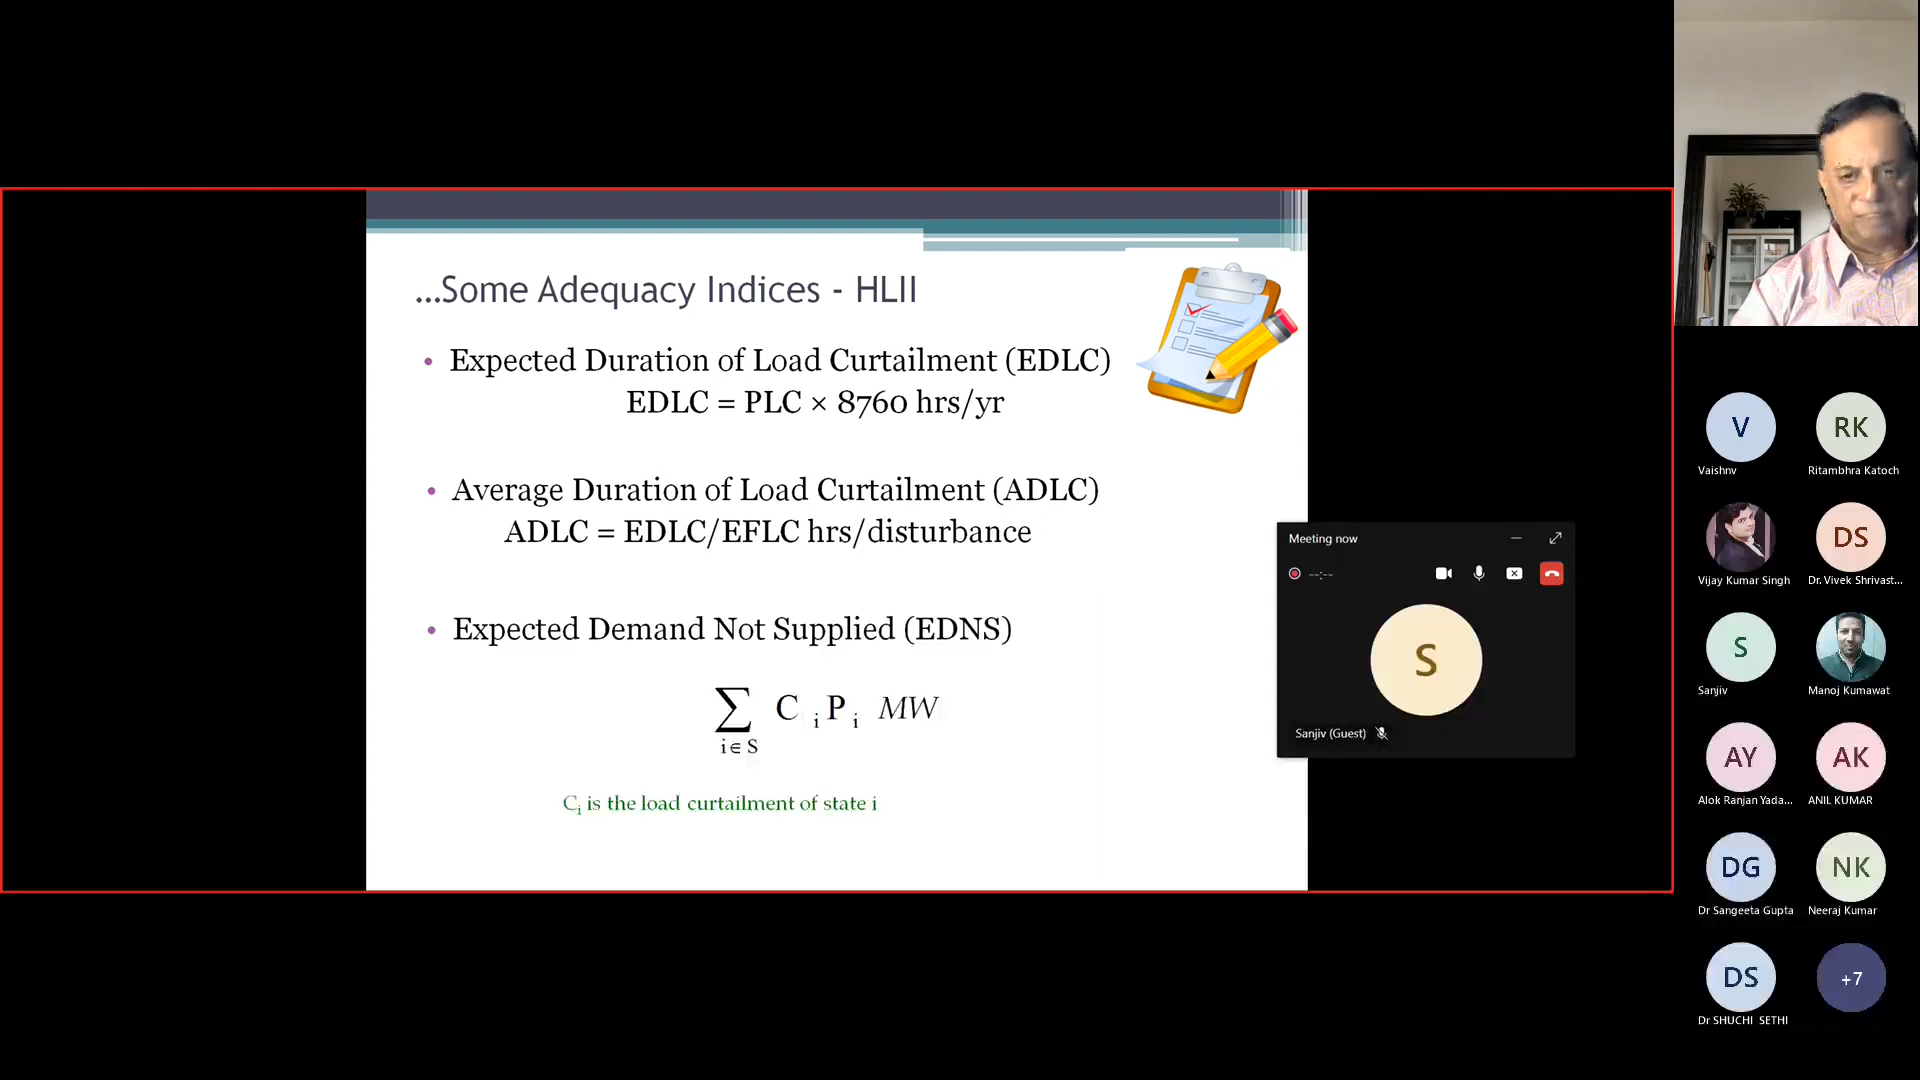 ...Some Adequacy Indices - HLII
• Expected Duration of Load Curtailment (EDLC)
EDLC = PLC × 8760 hrs/yr
• Average Duration of Load Curtailment (ADLC)
ADLC = EDLC/EFLC hrs/disturbance
• Expected Demand Not Supplied (EDNS)
∑ C i P i MW
i ∈ S
Ci is the load curtailment of state i
Meeting now
--:--
S
Sanjiv (Guest)
V
Vaishnv
RK
Ritambhra Katoch
Vijay Kumar Singh
DS
Dr. Vivek Shrivast...
S
Sanjiv
Manoj Kumawat
AY
Alok Ranjan Yada...
AK
ANIL KUMAR
DG
Dr Sangeeta Gupta
NK
Neeraj Kumar
DS
Dr SHUCHI SETHI
+7